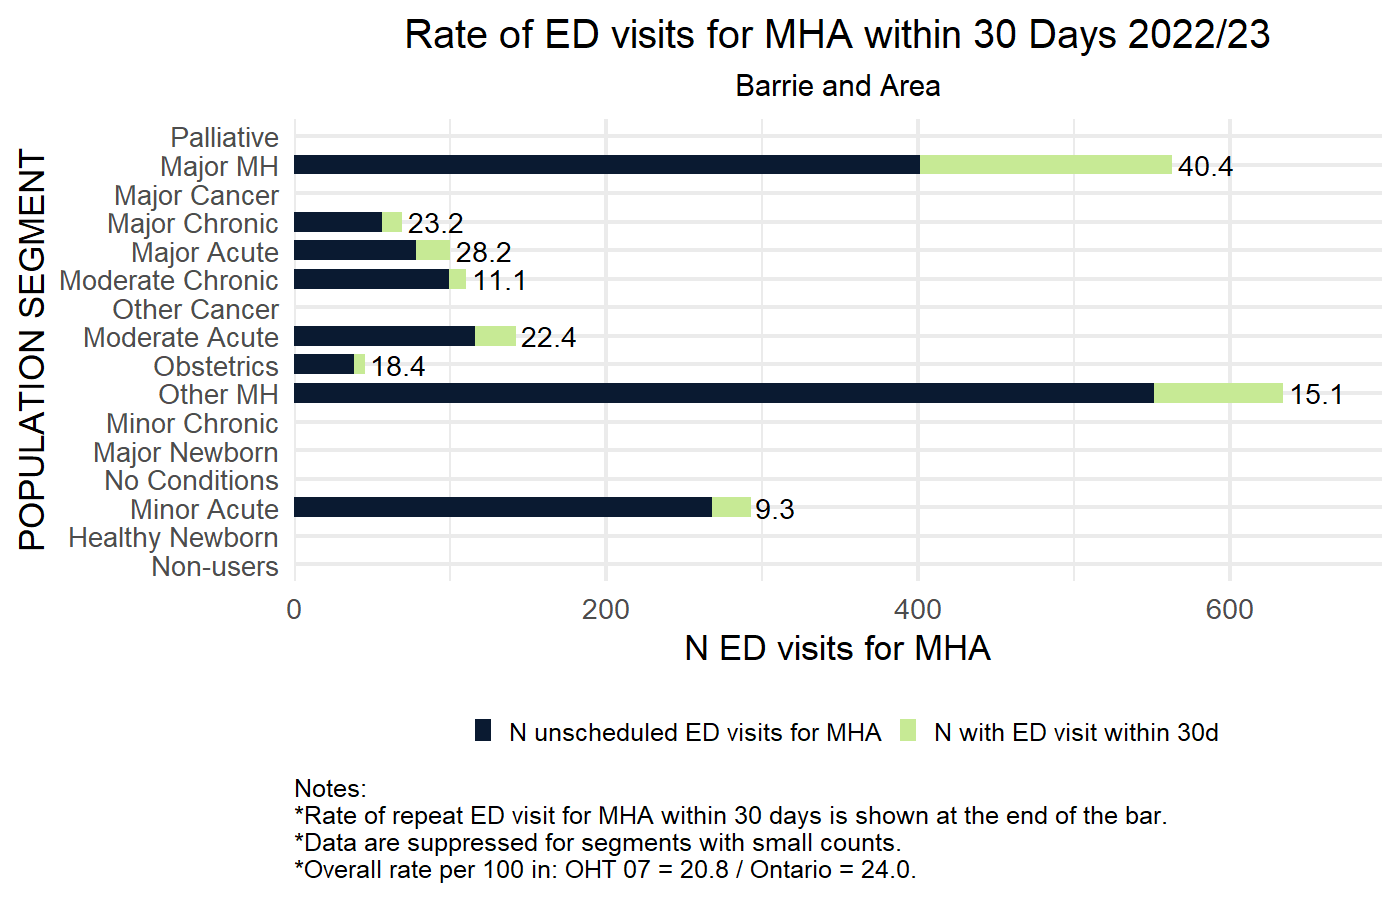 Rate of ED visits for MHA within 30 Days 2022/23
Barrie and Area
POPULATION SEGMENT
Palliative
Major MH 40.4
Major Cancer
Major Chronic 23.2
Major Acute 28.2
Moderate Chronic 11.1
Other Cancer
Moderate Acute 22.4
Obstetrics 18.4
Other MH 15.1
Minor Chronic
Major Newborn
No Conditions
Minor Acute 9.3
Healthy Newborn
Non-users
0 200 400 600
N ED visits for MHA
N unscheduled ED visits for MHA N with ED visit within 30d
Notes:
*Rate of repeat ED visit for MHA within 30 days is shown at the end of the bar.
*Data are suppressed for segments with small counts.
*Overall rate per 100 in: OHT 07 = 20.8 / Ontario = 24.0.